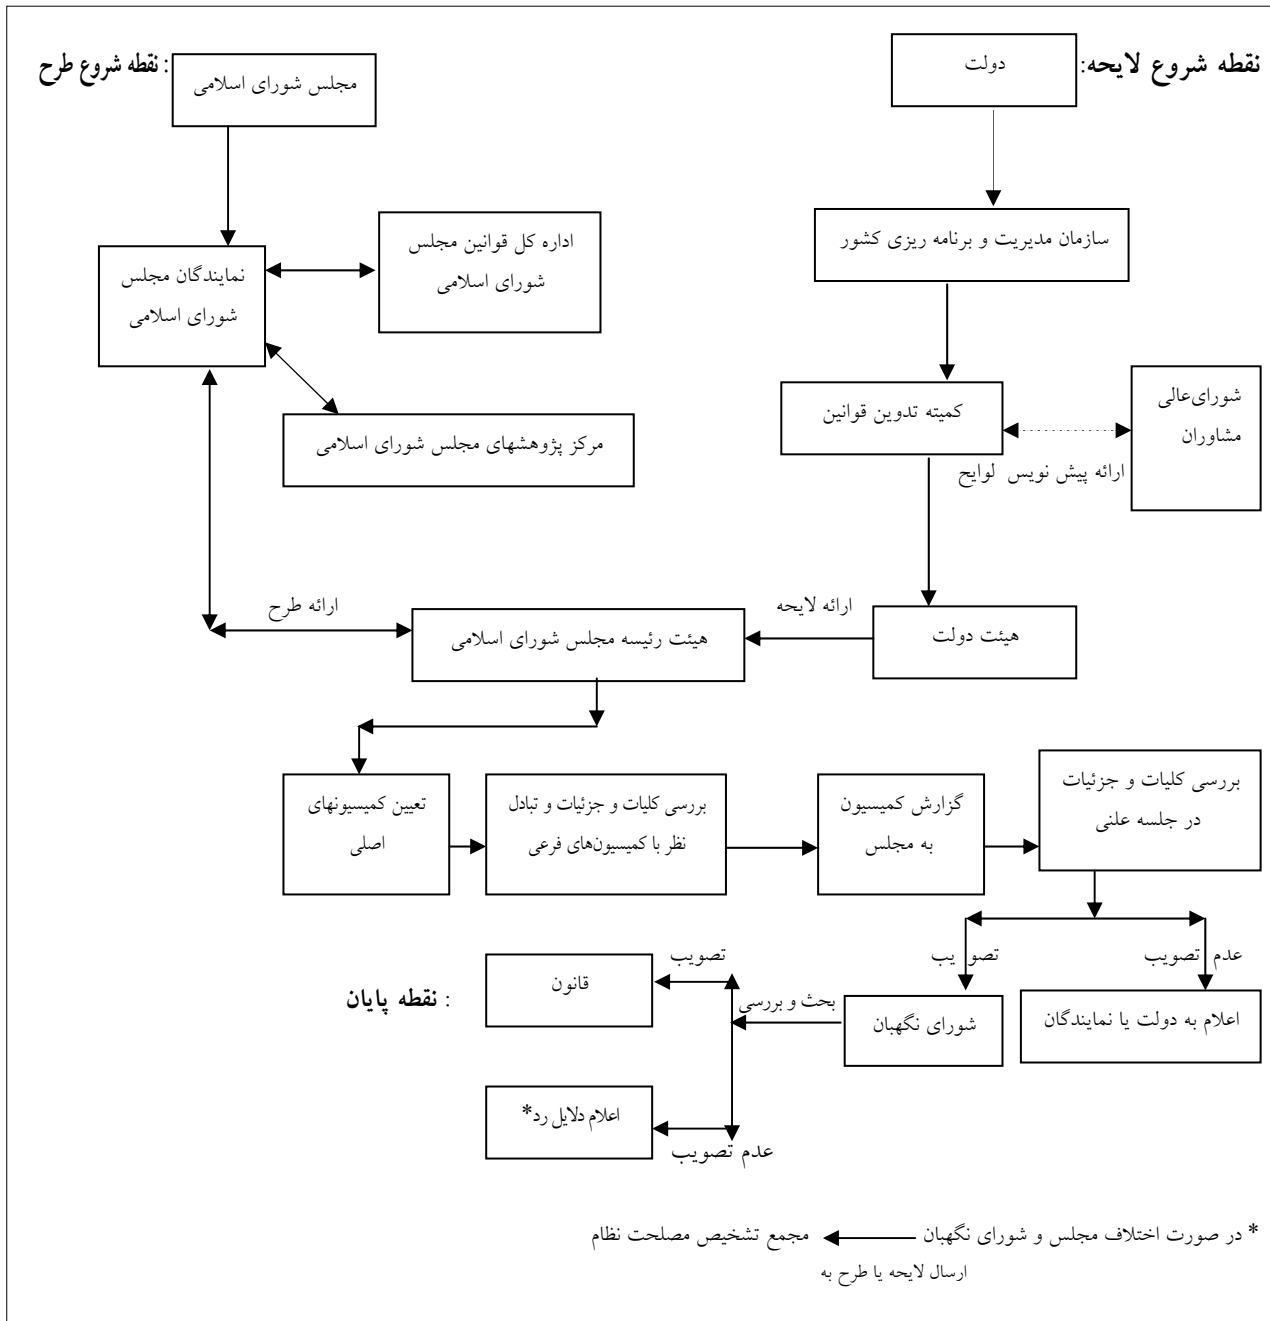 نقطه شروع لایحه:
دولت
نقطه شروع طرح :
مجلس شورای اسلامی
سازمان مدیریت و برنامه ریزی کشور
اداره کل قوانین مجلس
شورای اسلامی
نمایندگان مجلس
شورای اسلامی
کمیته تدوین قوانین
شورای‌عالی
مشاوران
ارائه پیش نویس لوایح
مرکز پژوهشهای مجلس شورای اسلامی
هیئت دولت
ارائه لایحه
هیئت رئیسه مجلس شورای اسلامی
ارائه طرح
تعیین کمیسیونهای
اصلی
بررسی کلیات و جزئیات و تبادل
نظر با کمیسیون‌های فرعی
گزارش کمیسیون
به مجلس
بررسی کلیات و جزئیات
در جلسه علنی
عدم تصویب
تصویب
اعلام به دولت یا نمایندگان
شورای نگهبان
بحث و بررسی
تصویب
قانون
نقطه پایان :
اعلام دلایل رد*
عدم تصویب
* در صورت اختلاف مجلس و شورای نگهبان مجمع تشخیص مصلحت نظام
ارسال لایحه یا طرح به